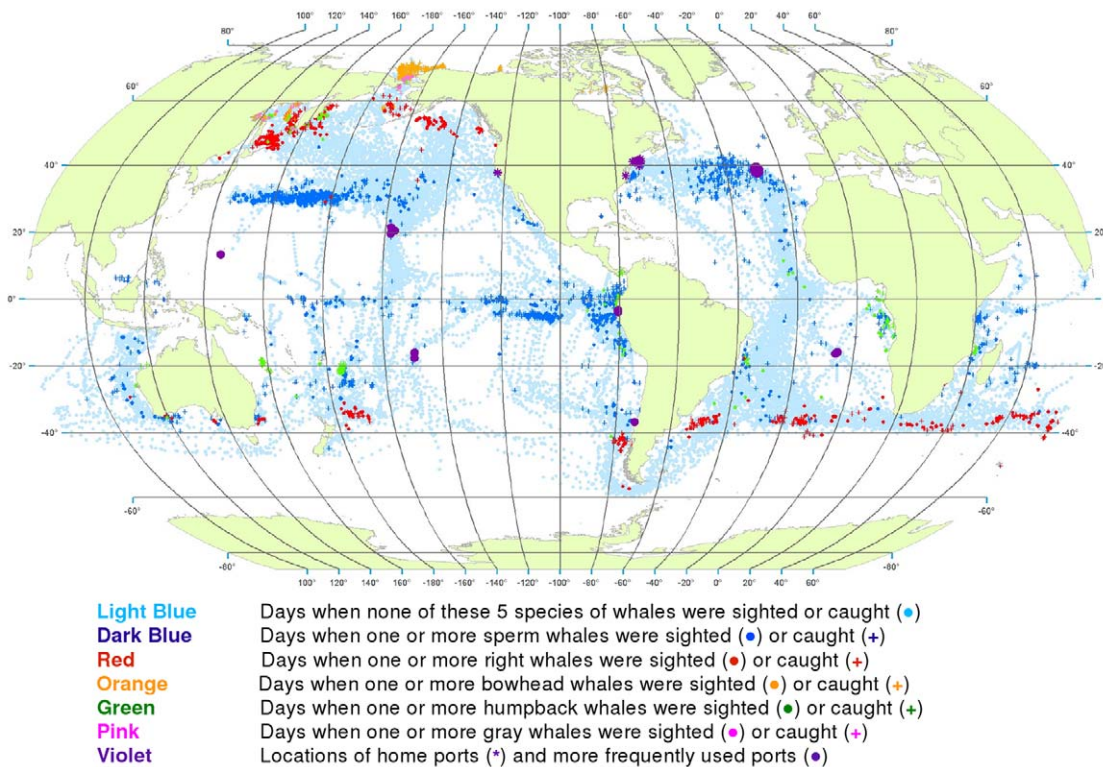 100° 120° 140° 160° 180° -160° -140° -120° -100° -80° -60° -40° -20° 0° 20° 40° 60°
80° 80°
60° 60°
40° 40°
20° 20°
0° 0°
-20° -20
-40° -40°
-60° -60°
-80° -80°
100° 120° 140° 160° 180° -160° -140° -120° -100° -80° -60° -40° -20° 0° 20° 40° 60°
Light Blue Days when none of these 5 species of whales were sighted or caught (●)
Dark Blue Days when one or more sperm whales were sighted (●) or caught (+)
Red Days when one or more right whales were sighted (●) or caught (+)
Orange Days when one or more bowhead whales were sighted (●) or caught (+)
Green Days when one or more humpback whales were sighted (●) or caught (+)
Pink Days when one or more gray whales were sighted (●) or caught (+)
Violet Locations of home ports (*) and more frequently used ports (●)